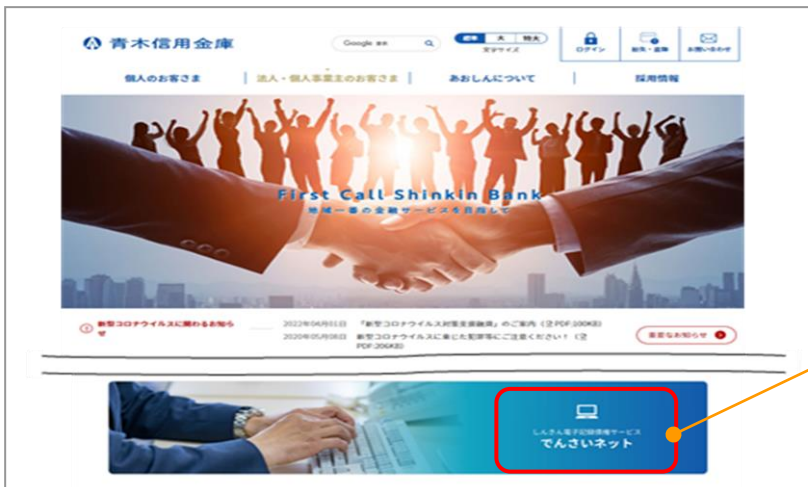 青木信用金庫
Google 検索
標準 大 特大
文字サイズ
ログイン
紛失・盗難
お問い合わせ
個人のお客さま
法人・個人事業主のお客さま
あおしんについて
採用情報
First Call Shinkin Bank
地域一番の金融サービスを目指して
新型コロナウイルスに関わるお知ら
せ
2022年04月01日 「新型コロナウイルス対策支援融資」のご案内 (PDF:100KB)
2020年05月08日 新型コロナウイルスに乗じた犯罪等にご注意ください! (
PDF:206KB)
重要なお知らせ
しんきん電子記録債権サービス
でんさいネット